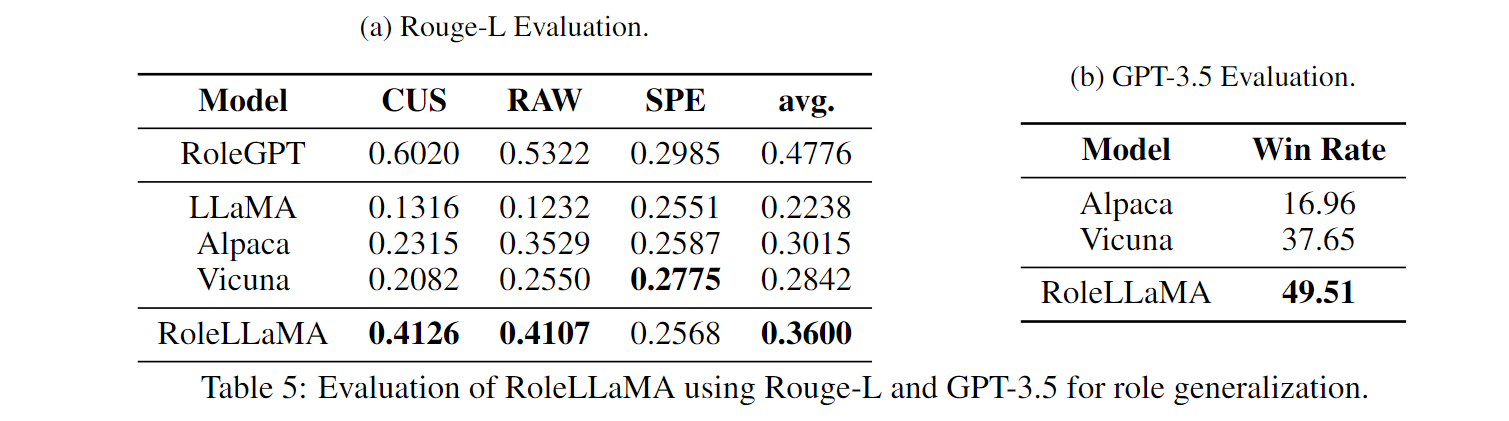 (a) Rouge-L Evaluation.
Model CUS RAW SPE avg.
RoleGPT 0.6020 0.5322 0.2985 0.4776
LLaMA 0.1316 0.1232 0.2551 0.2238
Alpaca 0.2315 0.3529 0.2587 0.3015
Vicuna 0.2082 0.2550 0.2775 0.2842
RoleLLaMA 0.4126 0.4107 0.2568 0.3600
(b) GPT-3.5 Evaluation.
Model Win Rate
Alpaca 16.96
Vicuna 37.65
RoleLLaMA 49.51
Table 5: Evaluation of RoleLLaMA using Rouge-L and GPT-3.5 for role generalization.